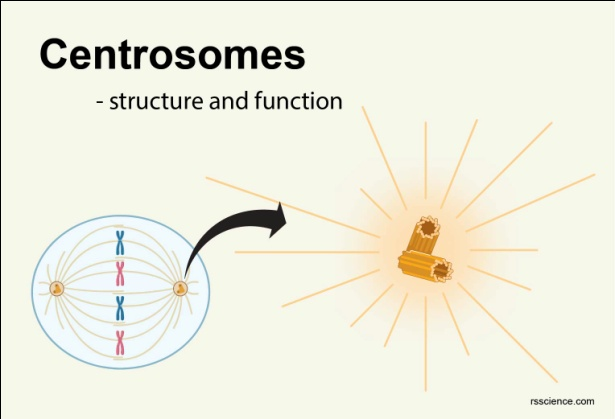 Centrosomes
- structure and function
rsscience.com